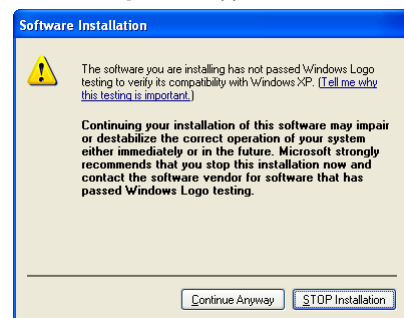 Software Installation
The software you are installing has not passed Windows Logo
testing to verify its compatibility with Windows XP. (Tell me why
this testing is important.)
Continuing your installation of this software may impair
or destabilize the correct operation of your system
either immediately or in the future. Microsoft strongly
recommends that you stop this installation now and
contact the software vendor for software that has
passed Windows Logo testing.
Continue Anyway
STOP Installation